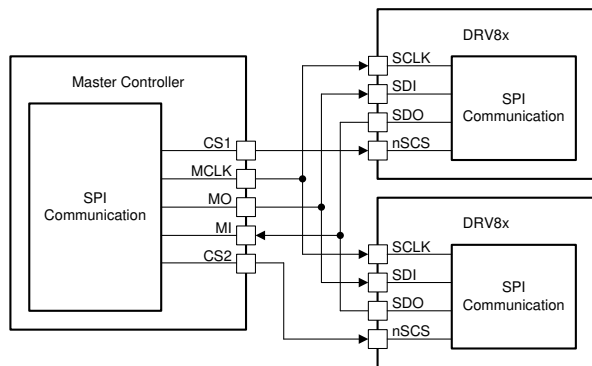 Master Controller
SPI
Communication
CS1
MCLK
MO
MI
CS2
DRV8x
SCLK
SDI
SDO
nSCS
SPI
Communication
DRV8x
SCLK
SDI
SDO
nSCS
SPI
Communication